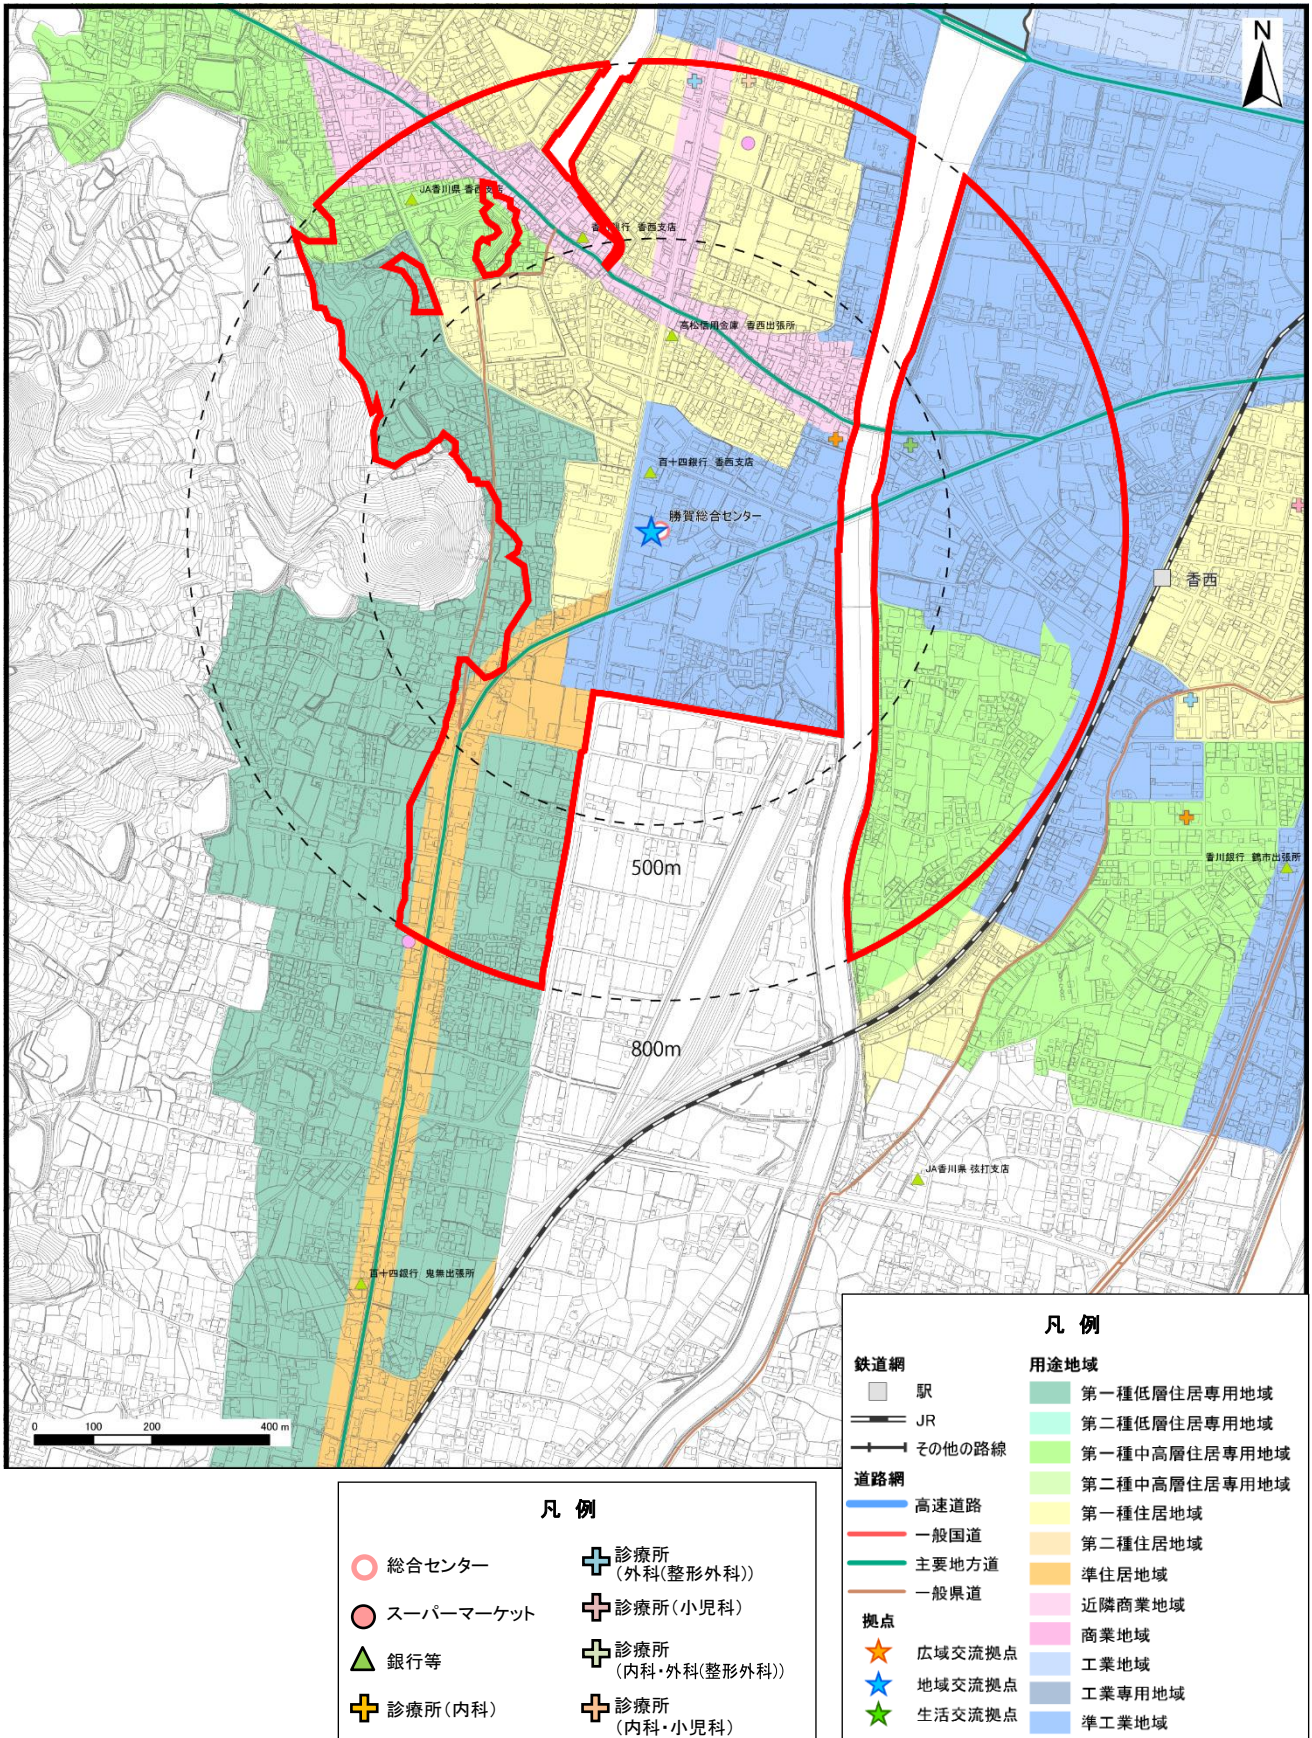 N
JA香川県 香西支店
香川銀行 香西支店
高松信用金庫 香西出張所
百十四銀行 香西支店
勝賀総合センター
香西
香川銀行 鶴市出張所
500m
800m
JA香川県 弦打支店
百十四銀行 鬼無出張所
0 100 200 400 m
凡 例
鉄道網
駅
JR
その他の路線
道路網
高速道路
一般国道
主要地方道
一般県道
拠点
広域交流拠点
地域交流拠点
生活交流拠点
用途地域
第一種低層住居専用地域
第二種低層住居専用地域
第一種中高層住居専用地域
第二種中高層住居専用地域
第一種住居地域
第二種住居地域
準住居地域
近隣商業地域
商業地域
工業地域
工業専用地域
準工業地域
凡 例
総合センター
スーパーマーケット
銀行等
診療所(内科)
診療所
(外科(整形外科))
診療所(小児科)
診療所
(内科・外科(整形外科))
診療所
(内科・小児科)